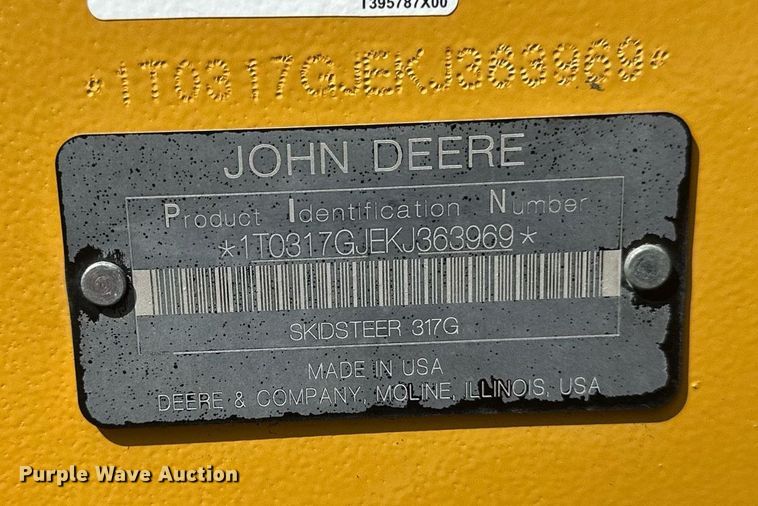 T395787X00
*1T0317GJEKJ363969*
JOHN DEERE
Product Identification Number
*1T0317GJEKJ363969*
SKIDSTEER 317G
MADE IN USA
DEERE & COMPANY, MOLINE, ILLINOIS, USA
Purple Wave Auction